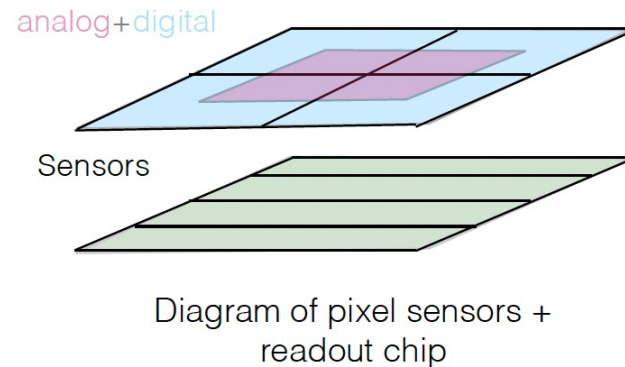 analog+digital
Sensors
Diagram of pixel sensors +
readout chip